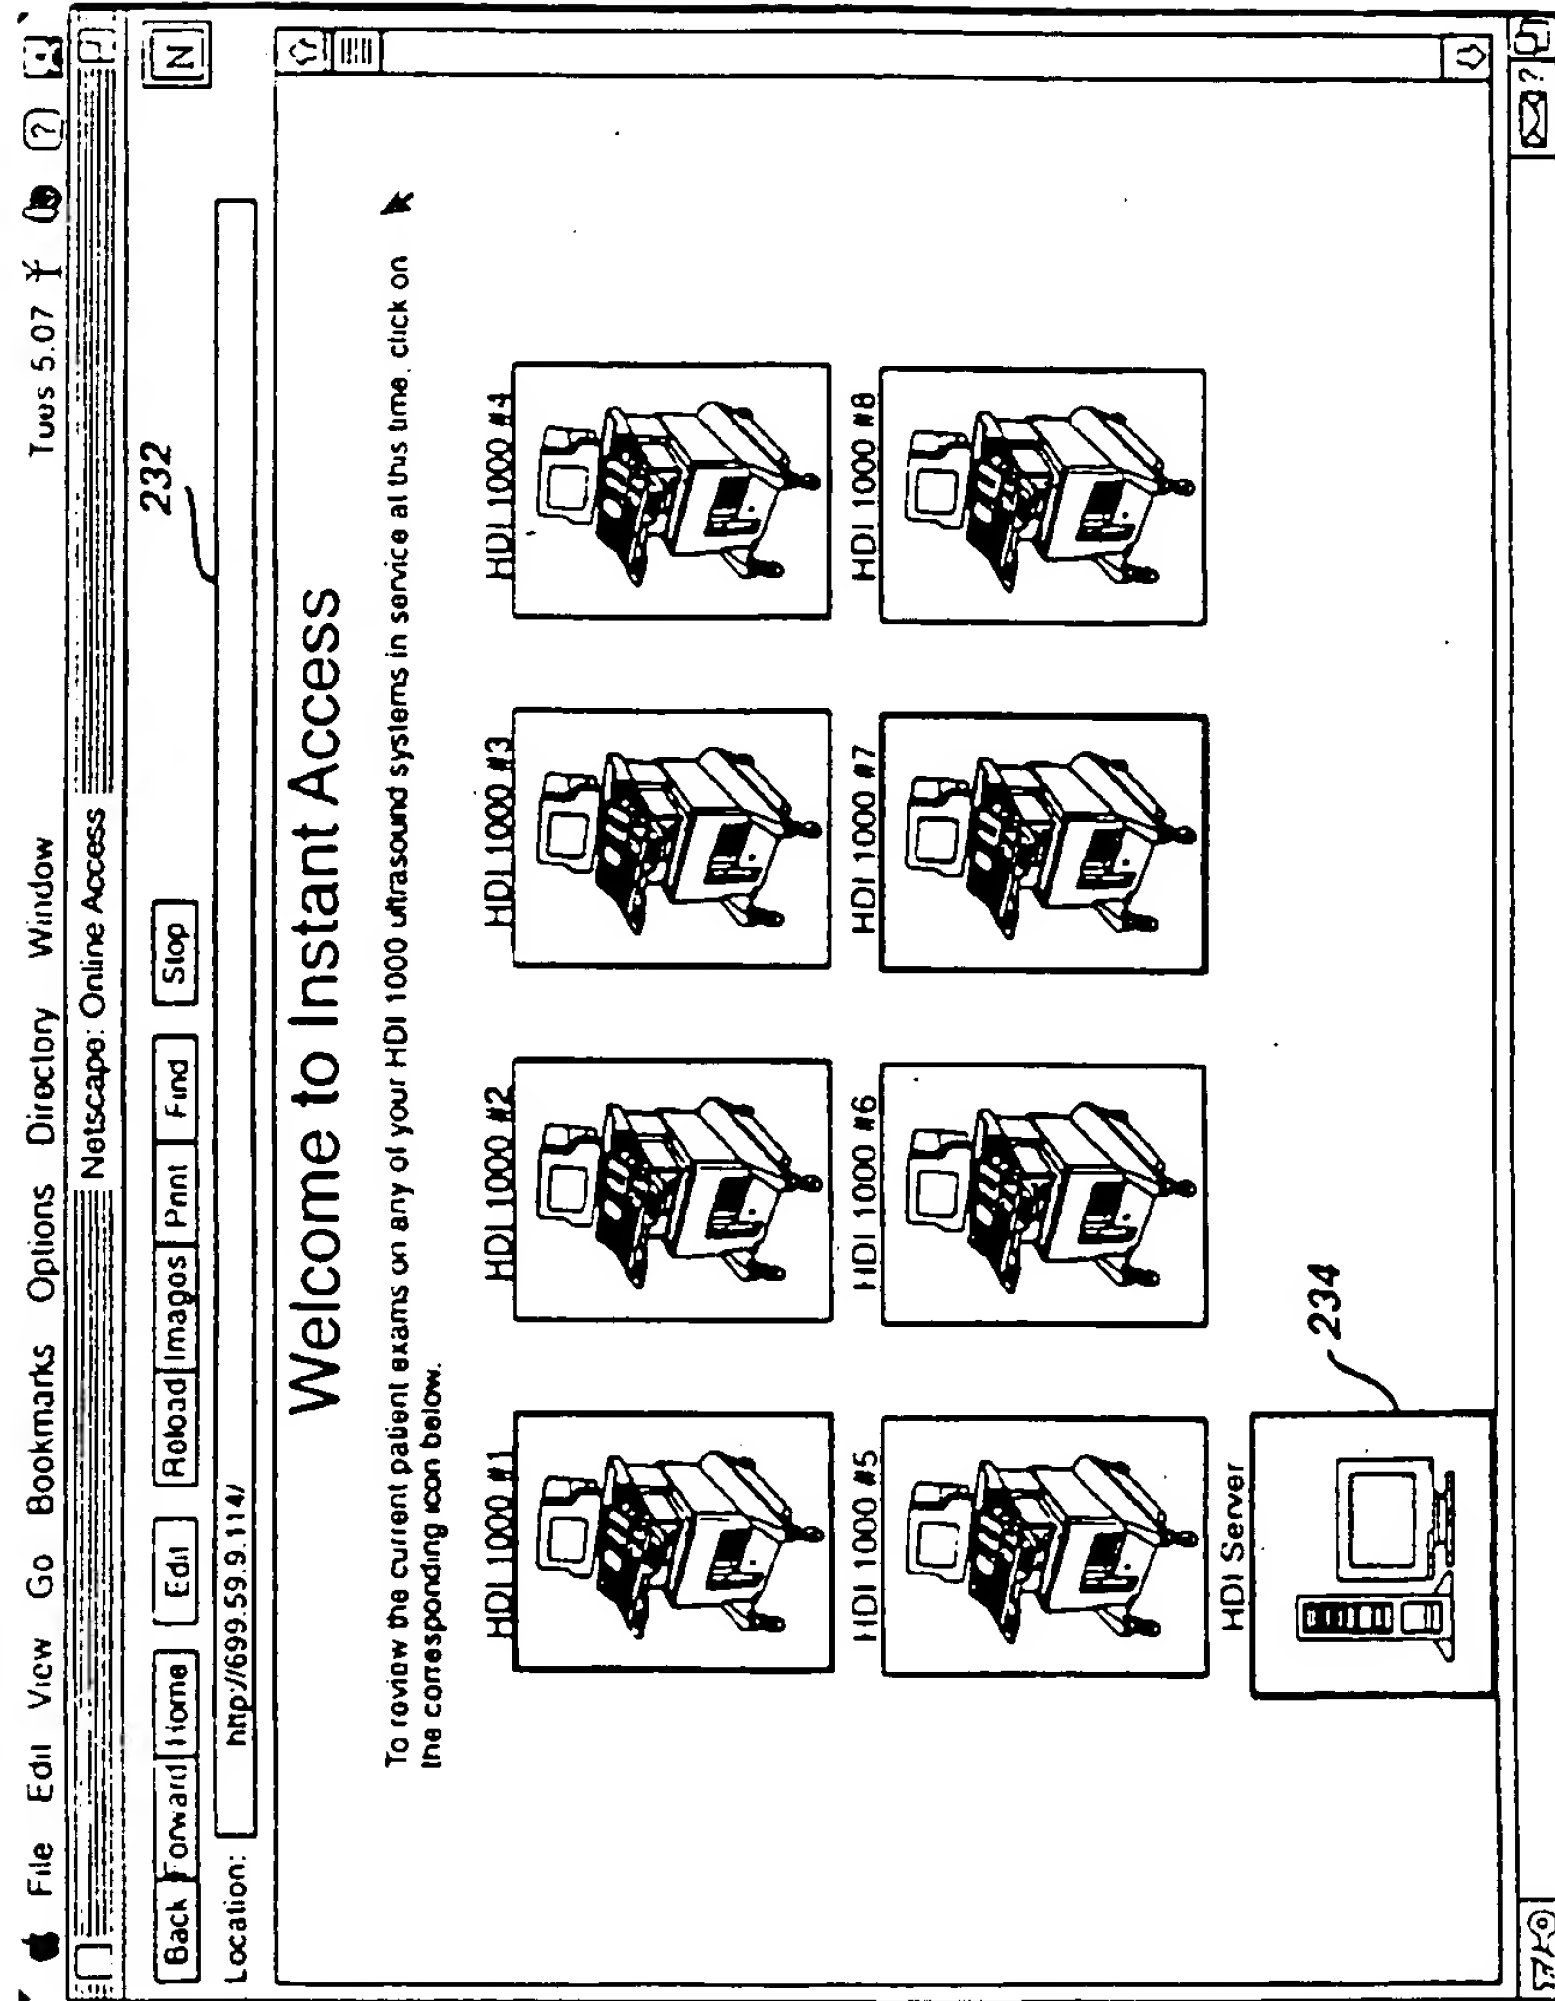 File Edit View Go Bookmarks Options Directory Window Tues 5.07 ?
Netscape: Online Access
232
Back Forward Home Edit Reload Images Print Find Stop N
Location: http://699.59.9.114/
Welcome to Instant Access
To review the current patient exams on any of your HDI 1000 ultrasound systems in service at this time, click on
the corresponding icon below.
HDI 1000 #1 HDI 1000 #2 HDI 1000 #3 HDI 1000 #4
HDI 1000 #5 HDI 1000 #6 HDI 1000 #7 HDI 1000 #8
HDI Server
234
?